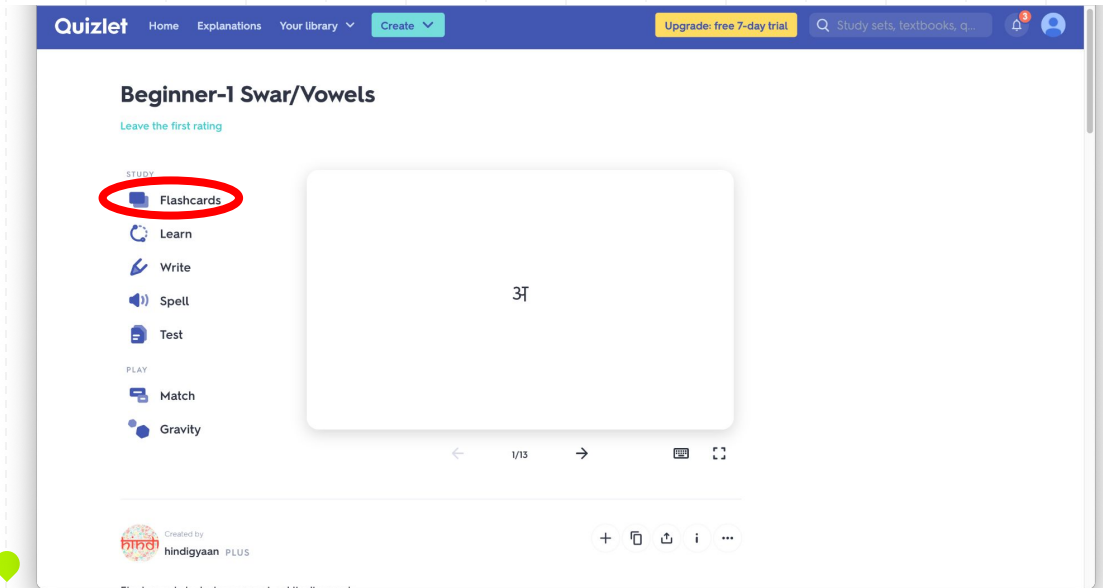 Quizlet Home Explanations Your library Create Upgrade: free 7-day trial Study sets, textbooks, q... 3
Beginner-1 Swar/Vowels
Leave the first rating
STUDY
Flashcards
Learn
Write
Spell
Test
PLAY
Match
Gravity
अ
1/13
Created by
hindi
hindigyaan PLUS